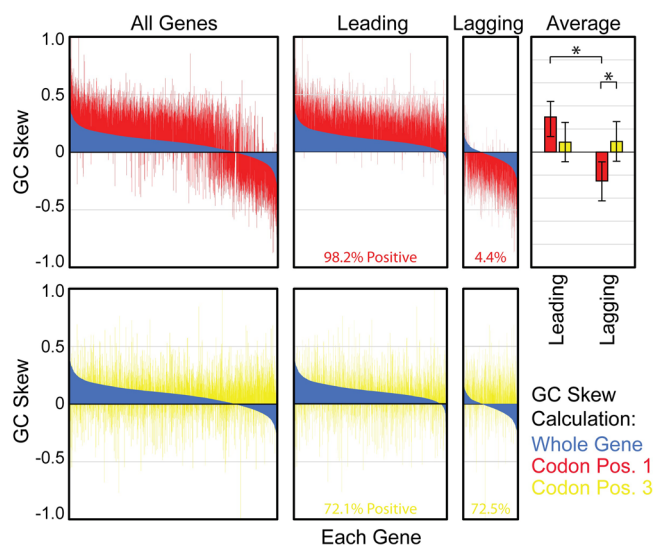 All Genes Leading Lagging Average
1.0
0.5
0
-0.5
-1.0
GC Skew
98.2% Positive
4.4%
*
*
Leading
Lagging
1.0
0.5
0
-0.5
-1.0
GC Skew
72.1% Positive
72.5%
Each Gene
GC Skew
Calculation:
Whole Gene
Codon Pos. 1
Codon Pos. 3